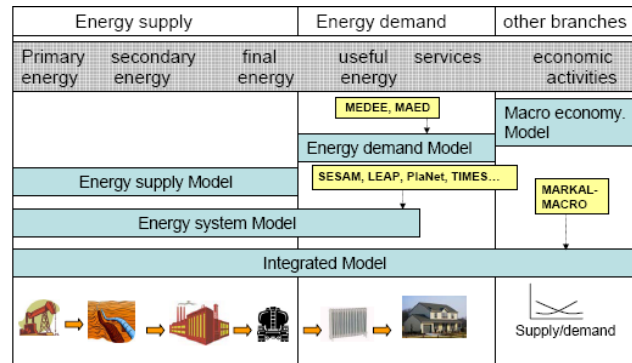 Energy supply
Energy demand
other branches
Primary energy
secondary energy
final energy
useful energy
services
economic activities
MEDEE, MAED
Macro economy.
Model
Energy demand Model
SESAM, LEAP, PlaNet, TIMES...
Energy supply Model
MARKAL-
MACRO
Energy system Model
Integrated Model
Supply/demand